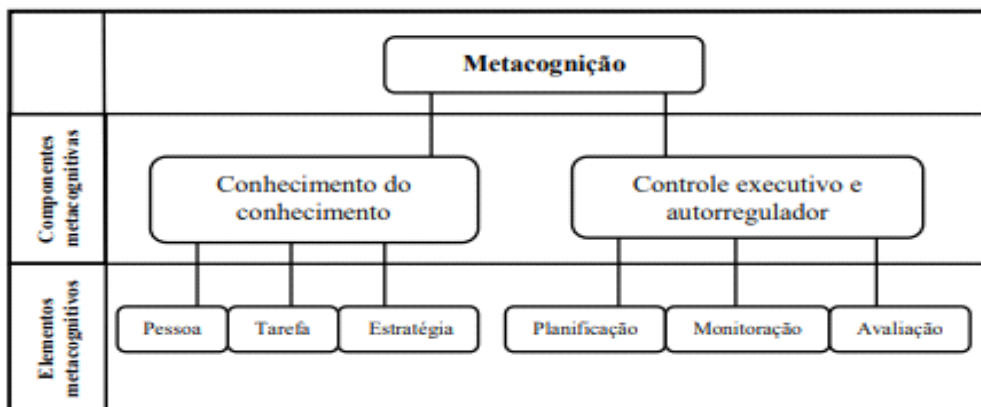 Metacognição
Componentes
metacognitivas
Conhecimento do
conhecimento
Controle executivo e
autorregulador
Elementos
metacognitivos
Pessoa
Tarefa
Estratégia
Planificação
Monitoração
Avaliação